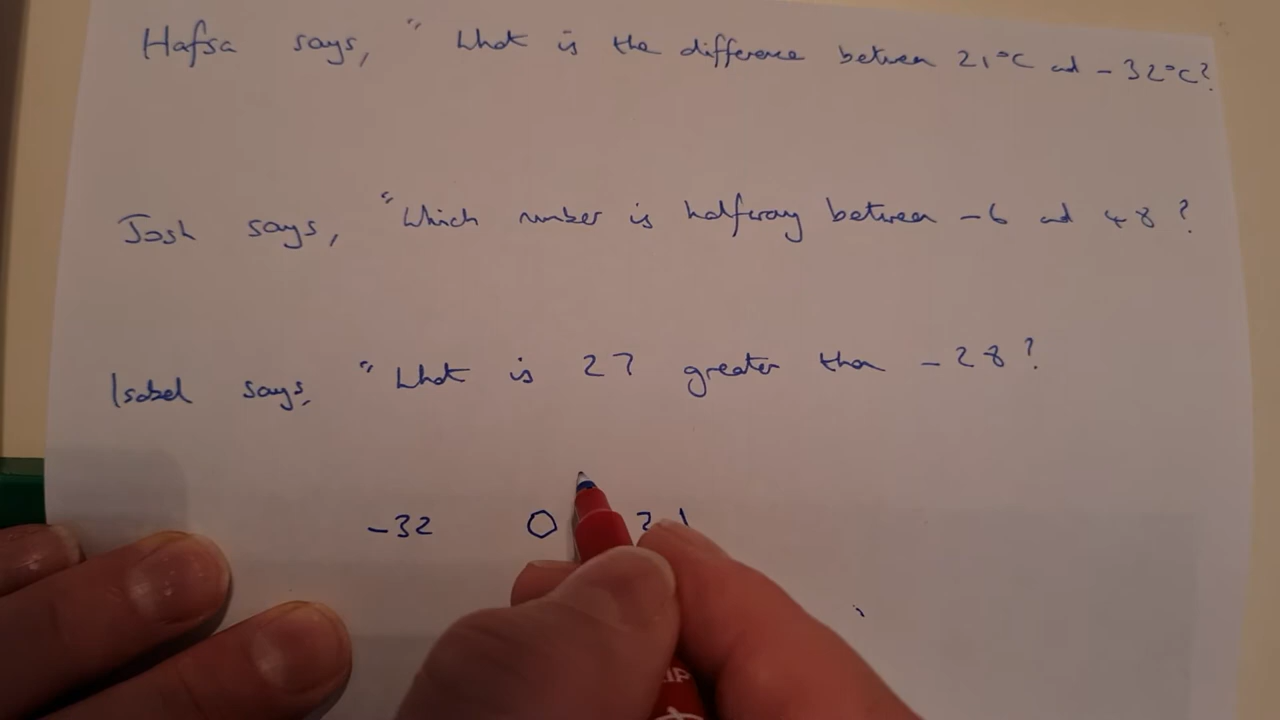 Hafsa says, " What is the difference between 21°C and -32°C?
Josh says, "Which number is halfway between -6 and 48 ?
Isabel says, "What is 27 greater than -28?
-32 0 21